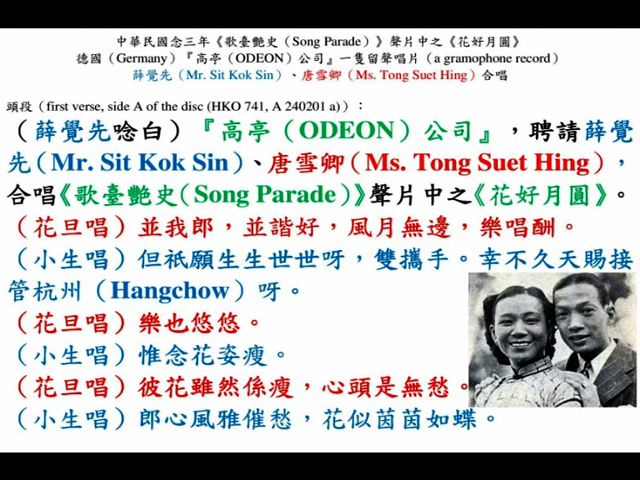 中華民國念三年《歌臺艷史（Song Parade）》聲片中之《花好月圓》
德國（Germany）『高亭（ODEON）公司』一隻留聲唱片（a gramophone record）
薛覺先（Mr. Sit Kok Sin）、唐雪卿（Ms. Tong Suet Hing）合唱
頭段（first verse, side A of the disc (HKO 741, A 240201 a)）：
（薛覺先唸白）『高亭（ODEON）公司』，聘請薛覺
先（Mr. Sit Kok Sin）、唐雪卿（Ms. Tong Suet Hing），
合唱《歌臺艷史（Song Parade）》聲片中之《花好月圓》。
（花旦唱）並我郎，並諧好，風月無邊，樂唱酬。
（小生唱）但祇願生生世世呀，雙攜手。幸不久天賜接
管杭州（Hangchow）呀。
（花旦唱）樂也悠悠。
（小生唱）惟念花姿瘦。
（花旦唱）彼花雖然係瘦，心頭是無愁。
（小生唱）郎心風雅催愁，花似茵茵如蝶。